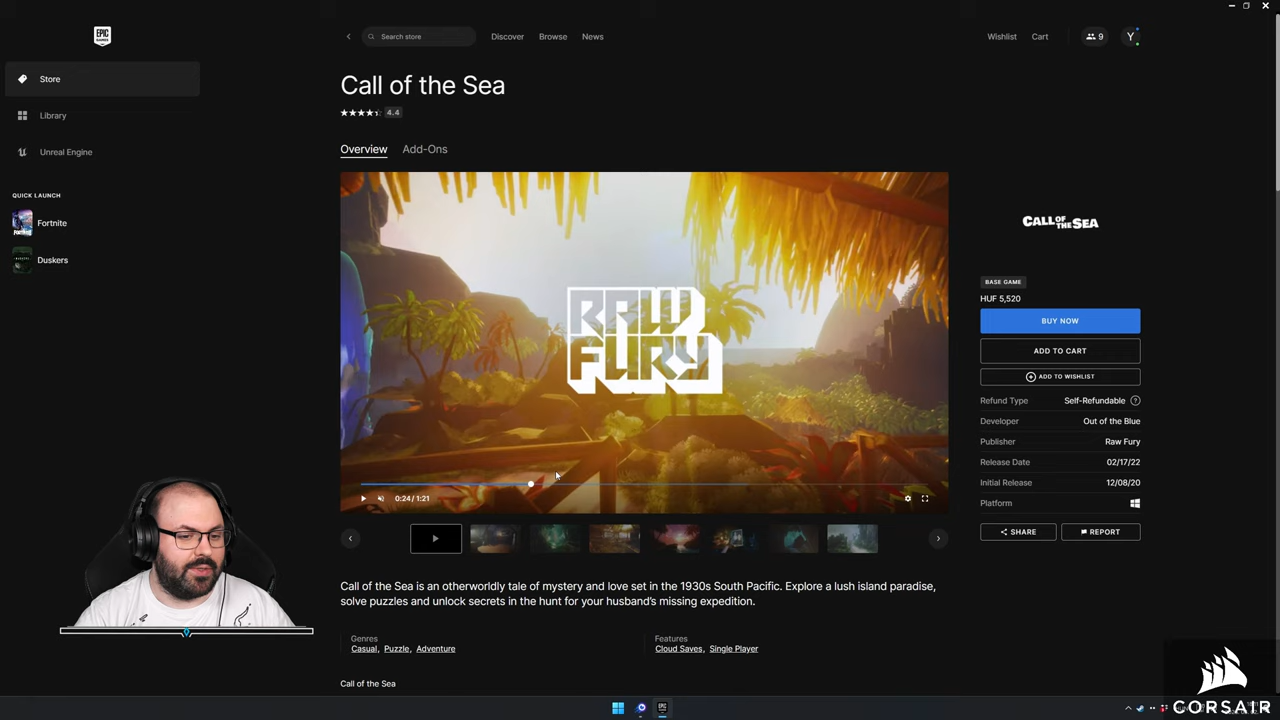 EPIC GAMES
Search store
Discover
Browse
News
Wishlist
Cart
9
Y
Store
Library
Unreal Engine
QUICK LAUNCH
Fortnite
Duskers
Call of the Sea
4.4
Overview
Add-Ons
RAW
FURY
0:24 / 1:21
CALL OF THE SEA
BASE GAME
HUF 5,520
BUY NOW
ADD TO CART
ADD TO WISHLIST
Refund Type Self-Refundable
Developer Out of the Blue
Publisher Raw Fury
Release Date 02/17/22
Initial Release 12/08/20
Platform
SHARE
REPORT
Call of the Sea is an otherworldly tale of mystery and love set in the 1930s South Pacific. Explore a lush island paradise,
solve puzzles and unlock secrets in the hunt for your husband's missing expedition.
Genres
Casual, Puzzle, Adventure
Features
Cloud Saves, Single Player
Call of the Sea
EPIC GAMES
CORSAIR